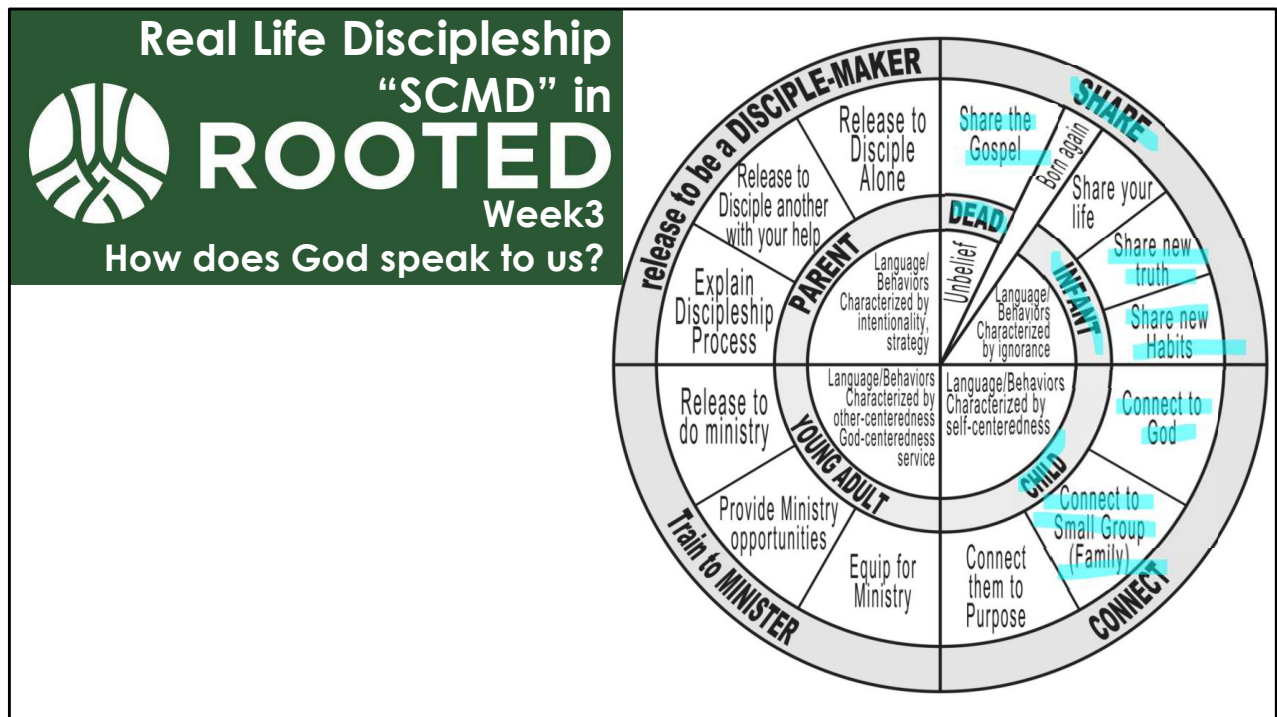 Real Life Discipleship
“SCMD” in
ROOTED
Week3
How does God speak to us?
release to be a DISCIPLE-MAKER
SHARE
CONNECT
Train to MINISTER
Release to
Disciple
Alone
Release to
Disciple another
with your help
Explain
Discipleship
Process
PARENT
Language/
Behaviors
Characterized by
intentionality,
strategy
Share the
Gospel
DEAD
Unbelief
Born again
Share your
life
Share new
truth
Share new
Habits
INFANT
Language/
Behaviors
Characterized
by ignorance
Connect to
God
Connect to
Small Group
(Family)
Connect
them to
Purpose
CHILD
Language/Behaviors
Characterized by
self-centeredness
Language/Behaviors
Characterized by
other-centeredness
God-centeredness
service
YOUNG ADULT
Release to
do ministry
Provide Ministry
opportunities
Equip for
Ministry